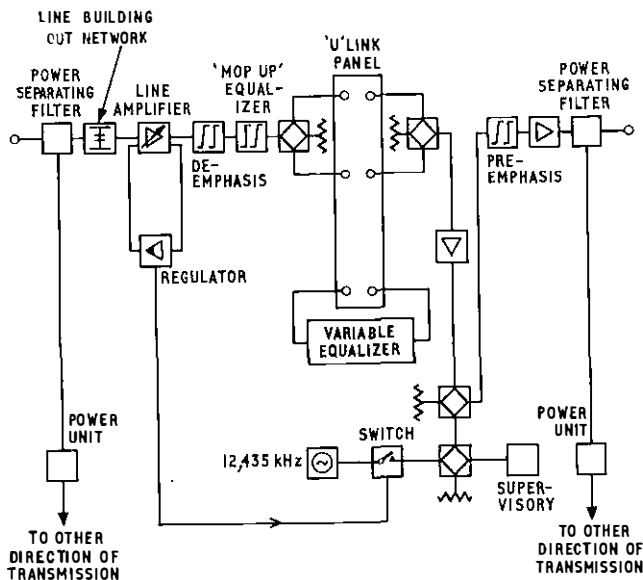 LINE BUILDING
OUT NETWORK
POWER
SEPARATING
FILTER
LINE
AMPLIFIER
'MOP UP'
EQUAL-
IZER
'U' LINK
PANEL
POWER
SEPARATING
FILTER
DE-
EMPHASIS
PRE-
EMPHASIS
REGULATOR
VARIABLE
EQUALIZER
POWER
UNIT
SWITCH
12,435 kHz
SUPER-
VISORY
POWER
UNIT
TO OTHER
DIRECTION OF
TRANSMISSION
TO OTHER
DIRECTION OF
TRANSMISSION